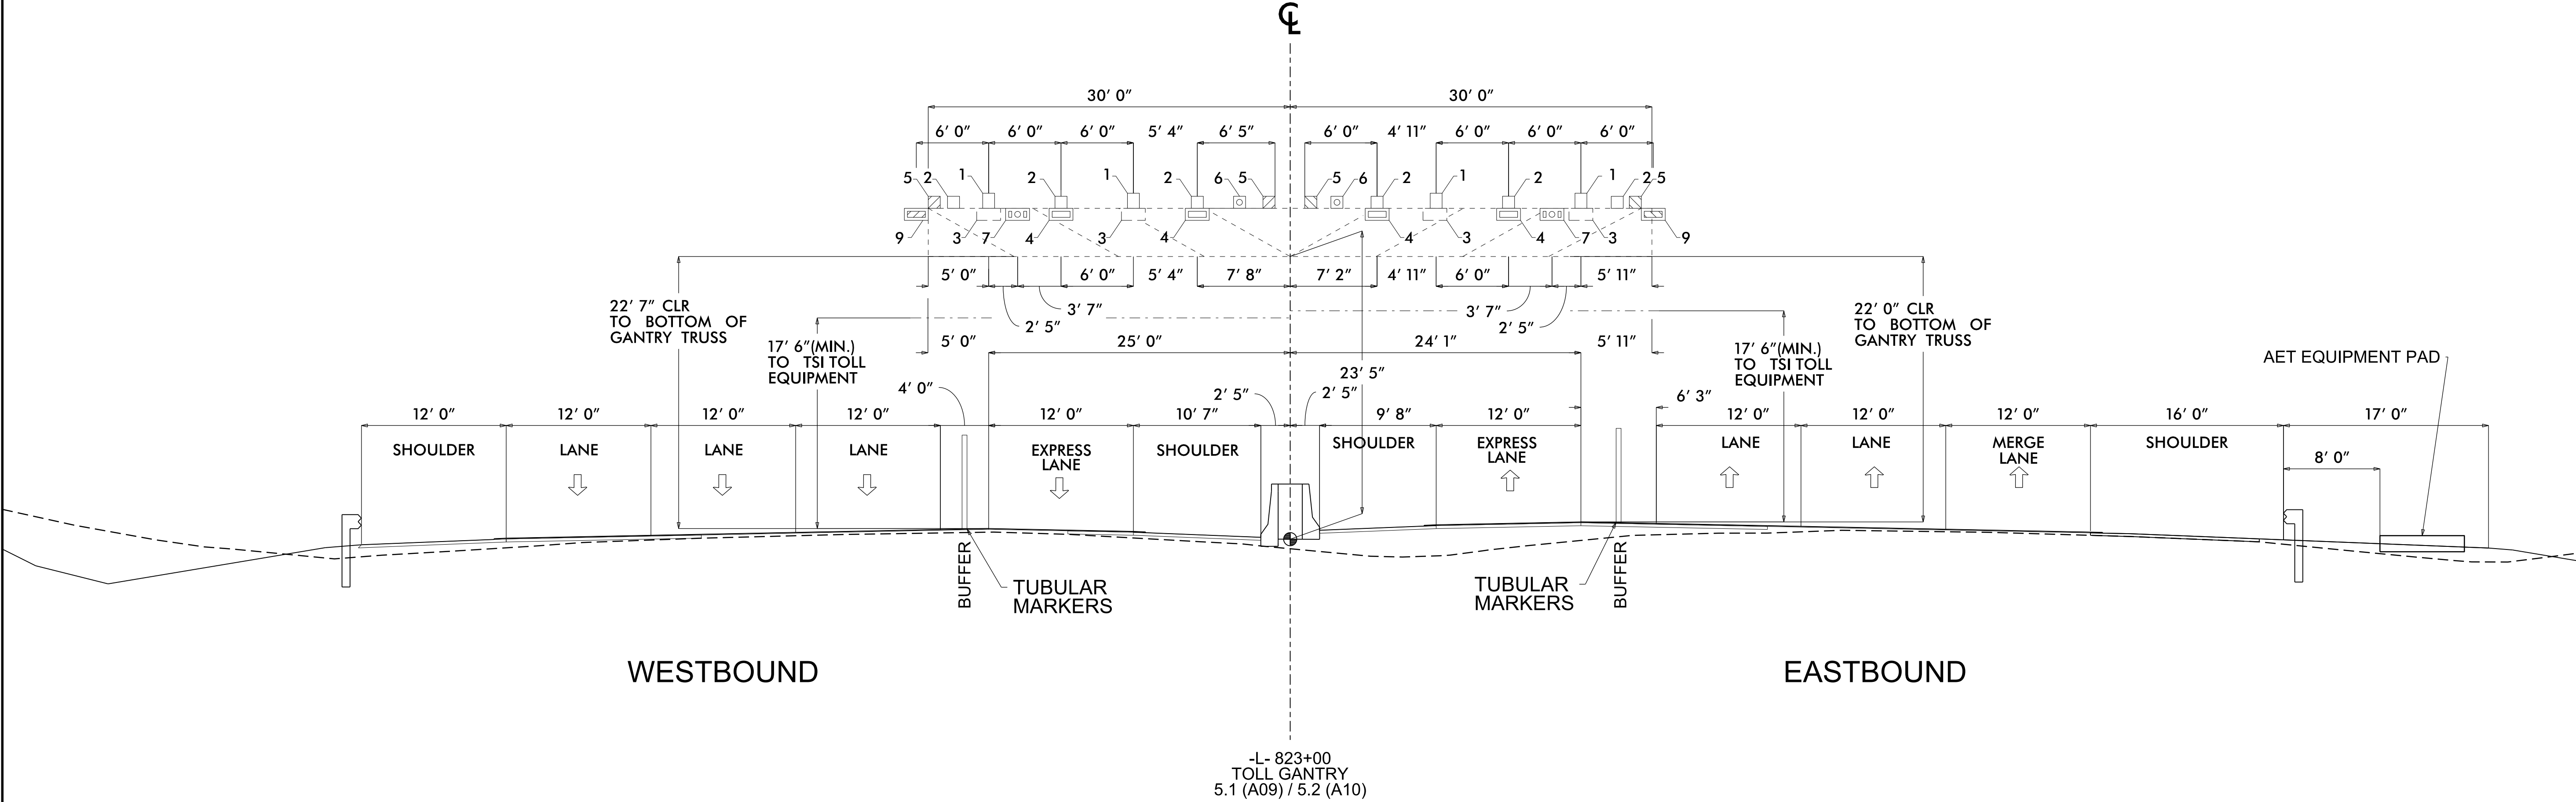 ℄
30' 0" 30' 0"
6' 0" 6' 0" 6' 0" 5' 4" 6' 5" 6' 0" 4' 11" 6' 0" 6' 0" 6' 0"
5 2 1 2 1 2 6 5 5 6 2 1 2 1 2 5
9 3 7 4 3 4 4 3 4 7 3 9
5' 0" 6' 0" 5' 4" 7' 8" 7' 2" 4' 11" 6' 0" 5' 11"
2' 5" 3' 7" 3' 7" 2' 5"
22' 7" CLR
TO BOTTOM OF
GANTRY TRUSS
22' 0" CLR
TO BOTTOM OF
GANTRY TRUSS
5' 0" 25' 0" 24' 1" 5' 11"
17' 6"(MIN.)
TO TSI TOLL
EQUIPMENT
17' 6"(MIN.)
TO TSI TOLL
EQUIPMENT
AET EQUIPMENT PAD
23' 5"
4' 0" 2' 5" 2' 5" 6' 3"
12' 0" 12' 0" 12' 0" 12' 0" 12' 0" 10' 7" 9' 8" 12' 0" 12' 0" 12' 0" 12' 0" 16' 0" 17' 0"
SHOULDER
LANE
LANE
LANE
EXPRESS
LANE
SHOULDER
SHOULDER
EXPRESS
LANE
LANE
LANE
MERGE
LANE
SHOULDER
8' 0"
BUFFER
TUBULAR
MARKERS
TUBULAR
MARKERS
BUFFER
WESTBOUND
EASTBOUND
-L- 823+00
TOLL GANTRY
5.1 (A09) / 5.2 (A10)